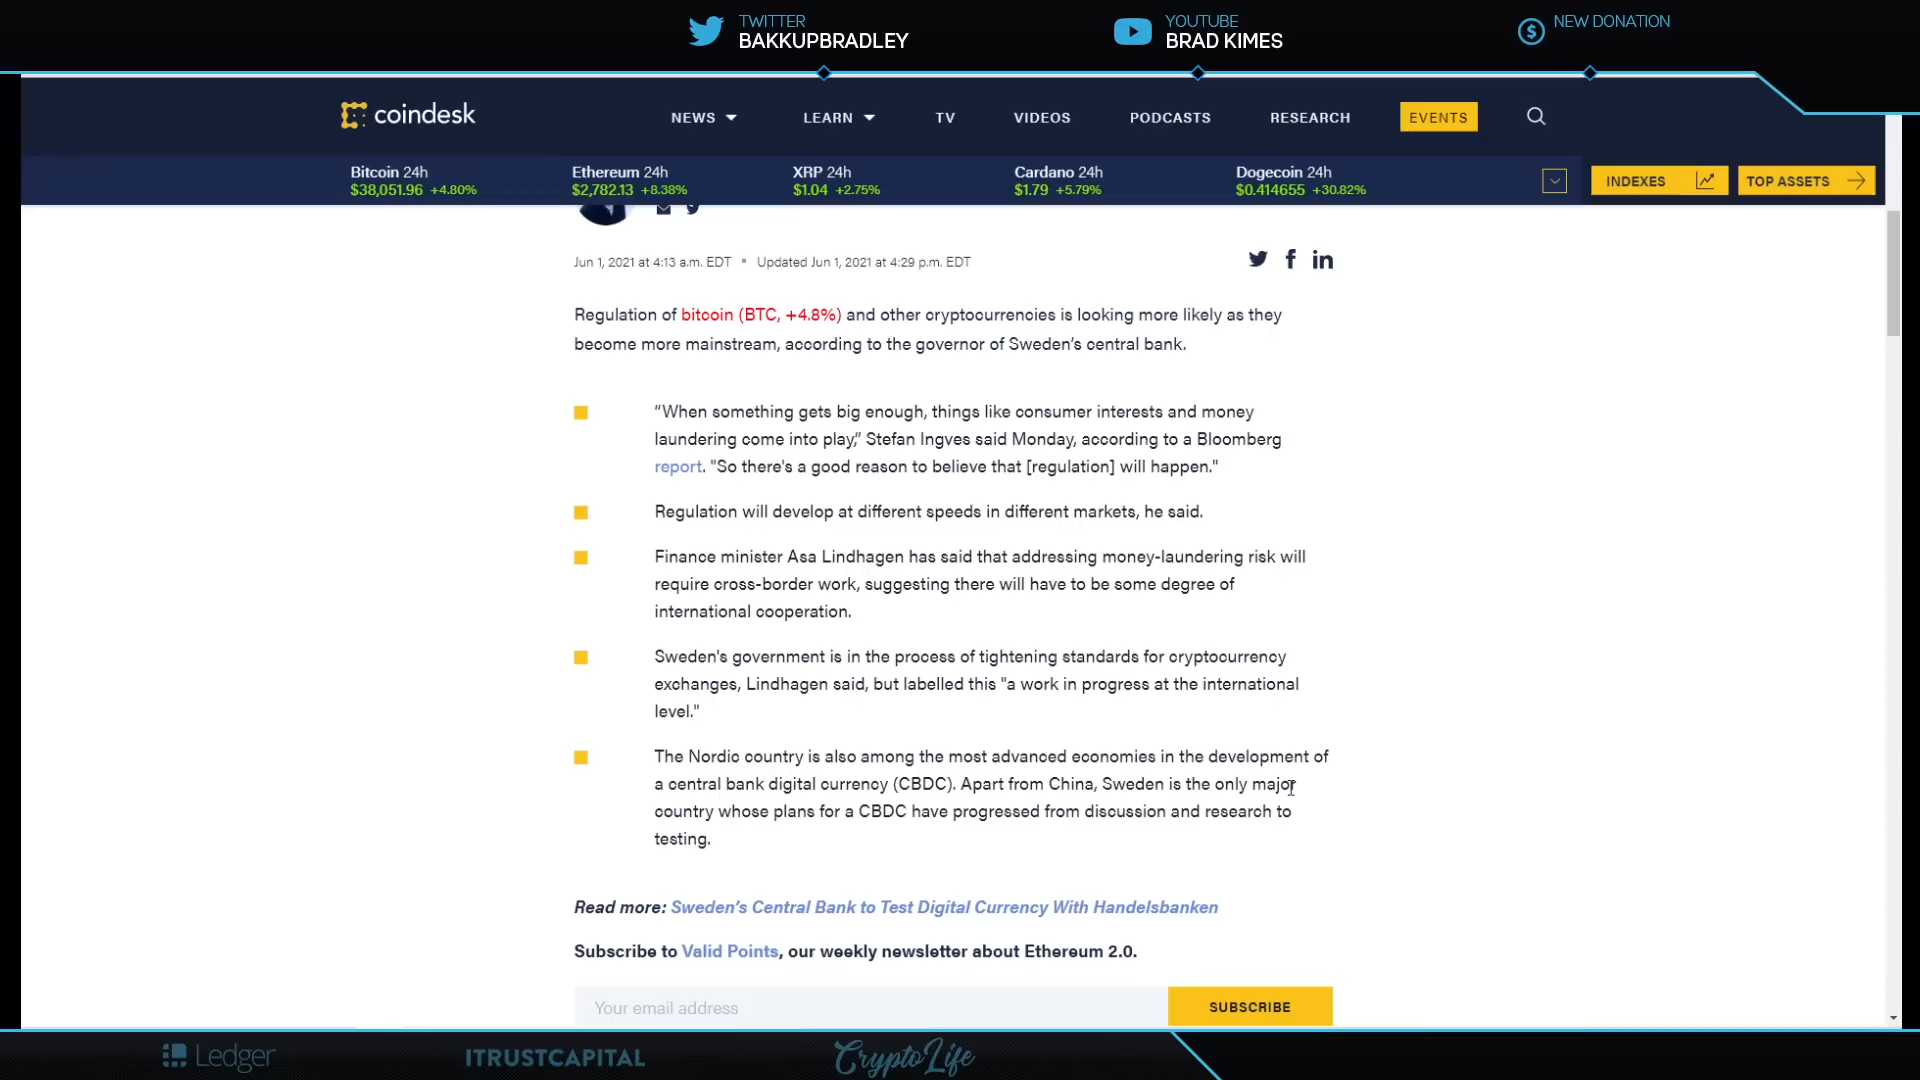 TWITTER
BAKKUPBRADLEY
YOUTUBE
BRAD KIMES
NEW DONATION
coindesk
NEWS
LEARN
TV
VIDEOS
PODCASTS
RESEARCH
EVENTS
Bitcoin 24h
$38,051.96 +4.80%
Ethereum 24h
$2,782.13 +8.38%
XRP 24h
$1.04 +2.75%
Cardano 24h
$1.79 +5.79%
Dogecoin 24h
$0.414655 +30.82%
INDEXES
TOP ASSETS
Jun 1, 2021 at 4:13 a.m. EDT ▪ Updated Jun 1, 2021 at 4:29 p.m. EDT
Regulation of bitcoin (BTC, +4.8%) and other cryptocurrencies is looking more likely as they
become more mainstream, according to the governor of Sweden’s central bank.
“When something gets big enough, things like consumer interests and money
laundering come into play,” Stefan Ingves said Monday, according to a Bloomberg
report. "So there's a good reason to believe that [regulation] will happen."
Regulation will develop at different speeds in different markets, he said.
Finance minister Asa Lindhagen has said that addressing money-laundering risk will
require cross-border work, suggesting there will have to be some degree of
international cooperation.
Sweden's government is in the process of tightening standards for cryptocurrency
exchanges, Lindhagen said, but labelled this "a work in progress at the international
level."
The Nordic country is also among the most advanced economies in the development of
a central bank digital currency (CBDC). Apart from China, Sweden is the only major
country whose plans for a CBDC have progressed from discussion and research to
testing.
Read more: Sweden’s Central Bank to Test Digital Currency With Handelsbanken
Subscribe to Valid Points, our weekly newsletter about Ethereum 2.0.
Your email address
SUBSCRIBE
Ledger
ITRUSTCAPITAL
CryptoLife